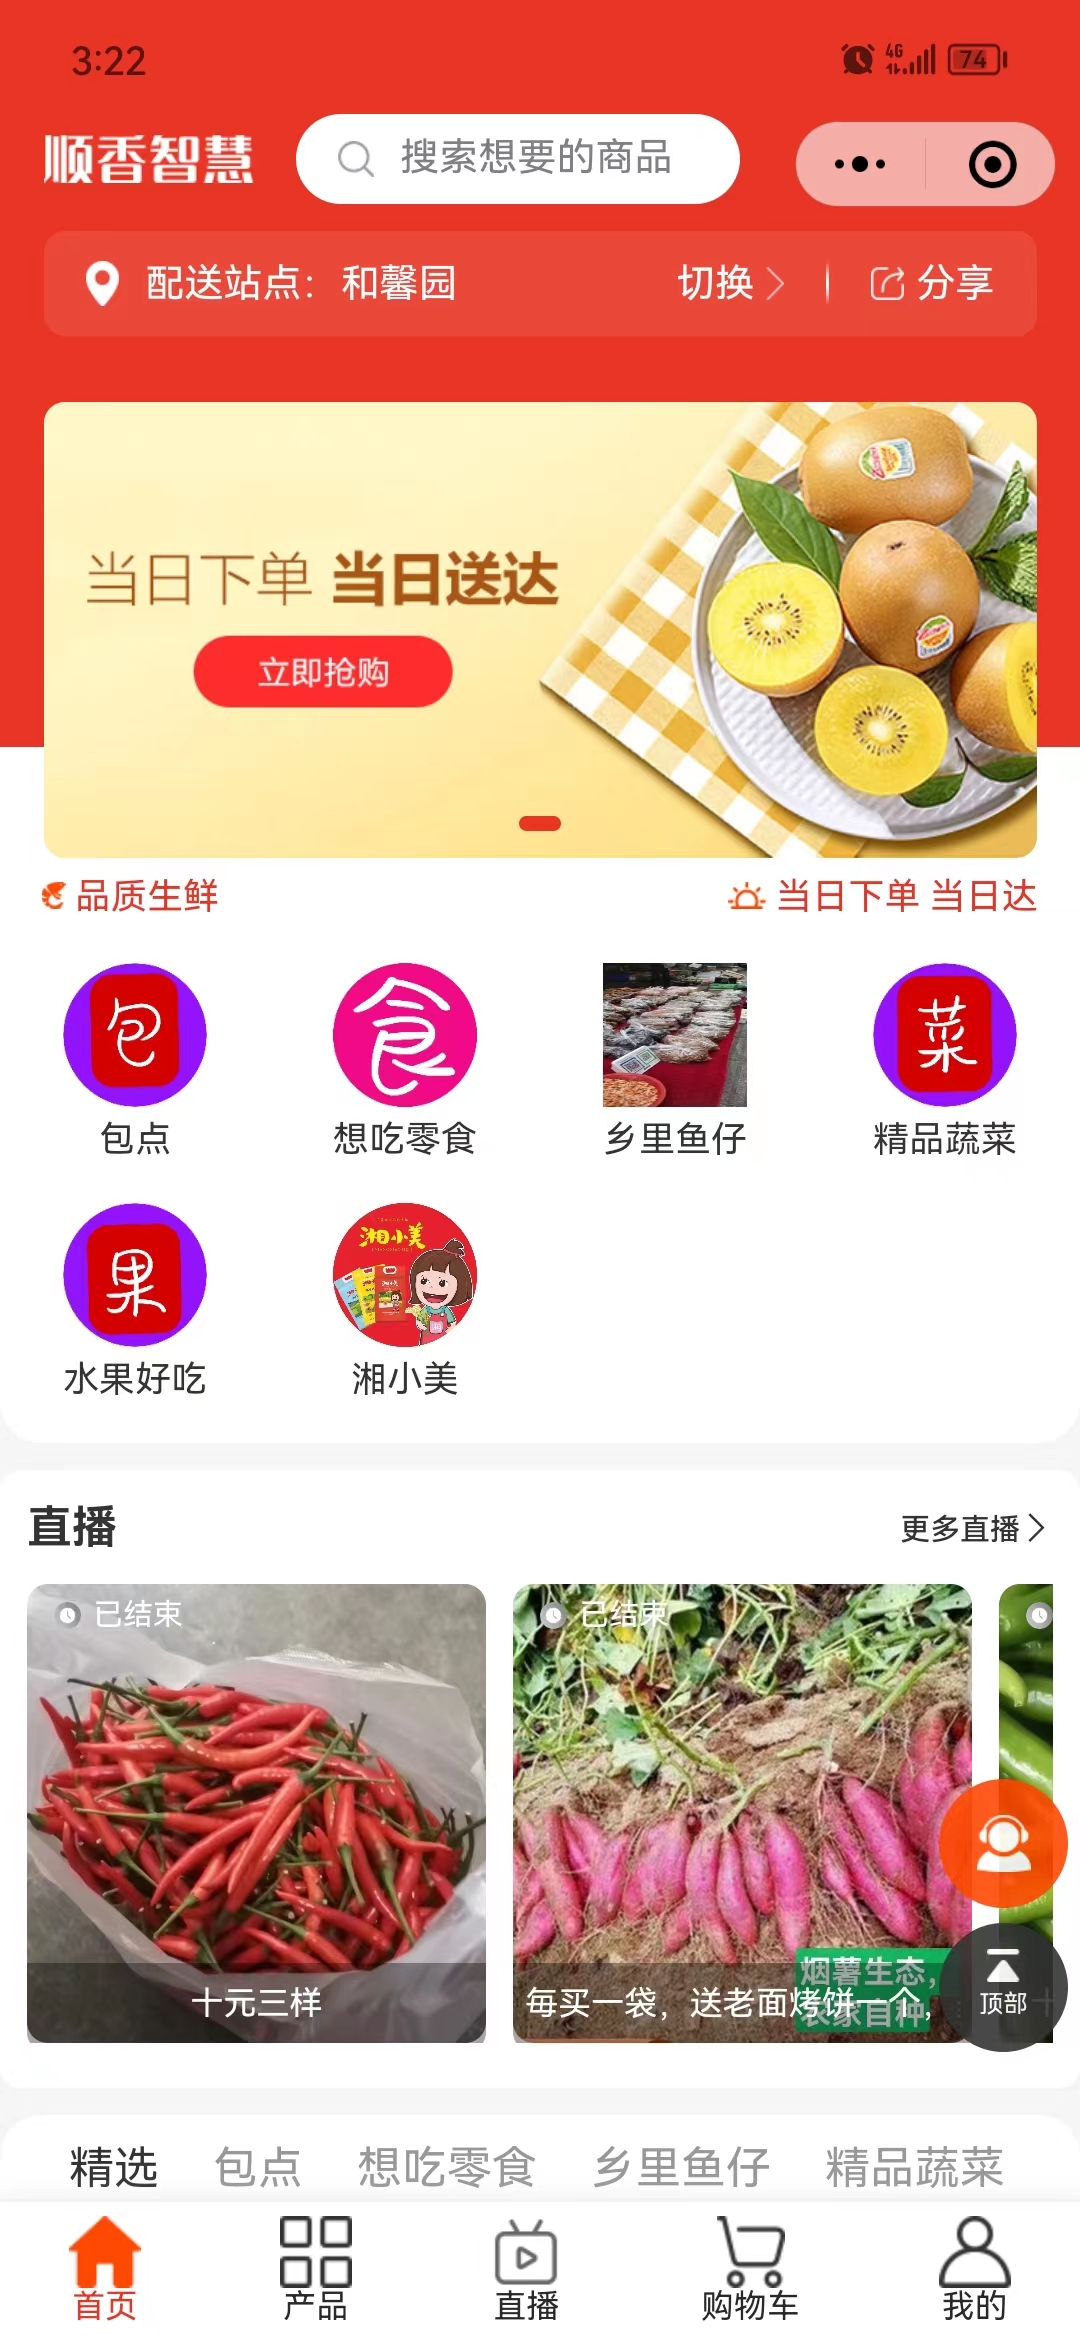 3:22
4G
74
顺香智慧
搜索想要的商品
配送站点：和馨园
切换
分享
当日下单 当日送达
立即抢购
品质生鲜
当日下单 当日达
包
食
菜
包点
想吃零食
乡里鱼仔
精品蔬菜
果
湘小美
水果好吃
湘小美
直播
更多直播
已结束
已结束
烟薯生态，
农家自种
十元三样
每买一袋，送老面烤饼一个，
顶部
精选
包点
想吃零食
乡里鱼仔
精品蔬菜
首页
产品
直播
购物车
我的